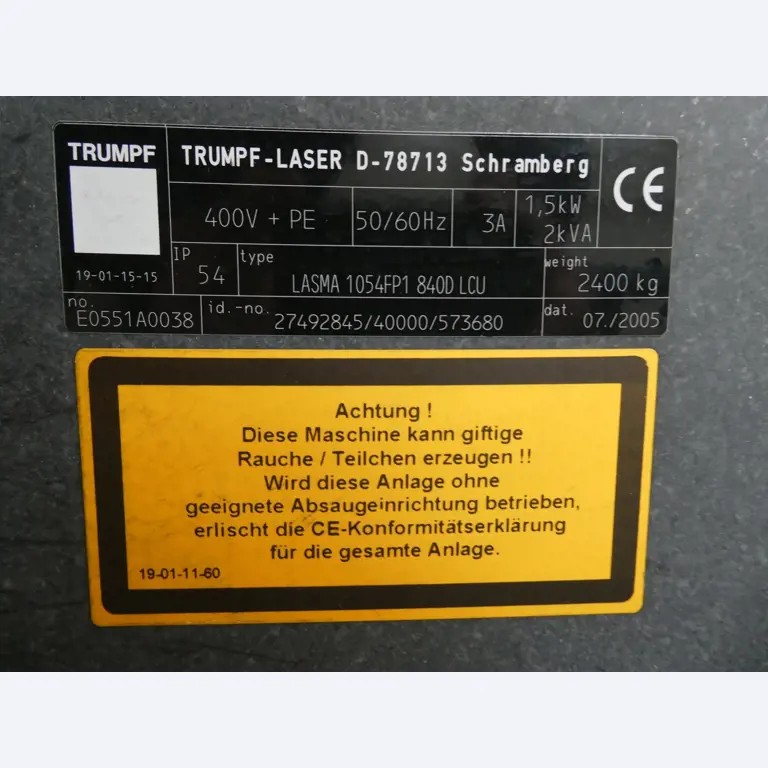 TRUMPF
TRUMPF-LASER D-78713 Schramberg
CE
400V + PE
50/60Hz
3A
1,5kW
2kVA
19-01-15-15
IP
54
type
LASMA 1054FP1 840D LCU
weight
2400 kg
no.
E0551A0038
id.-no.
27492845/40000/573680
dat.
07./2005
Achtung !
Diese Maschine kann giftige
Rauche / Teilchen erzeugen !!
Wird diese Anlage ohne
geeignete Absaugeinrichtung betrieben,
erlischt die CE-Konformitätserklärung
für die gesamte Anlage.
19-01-11-60